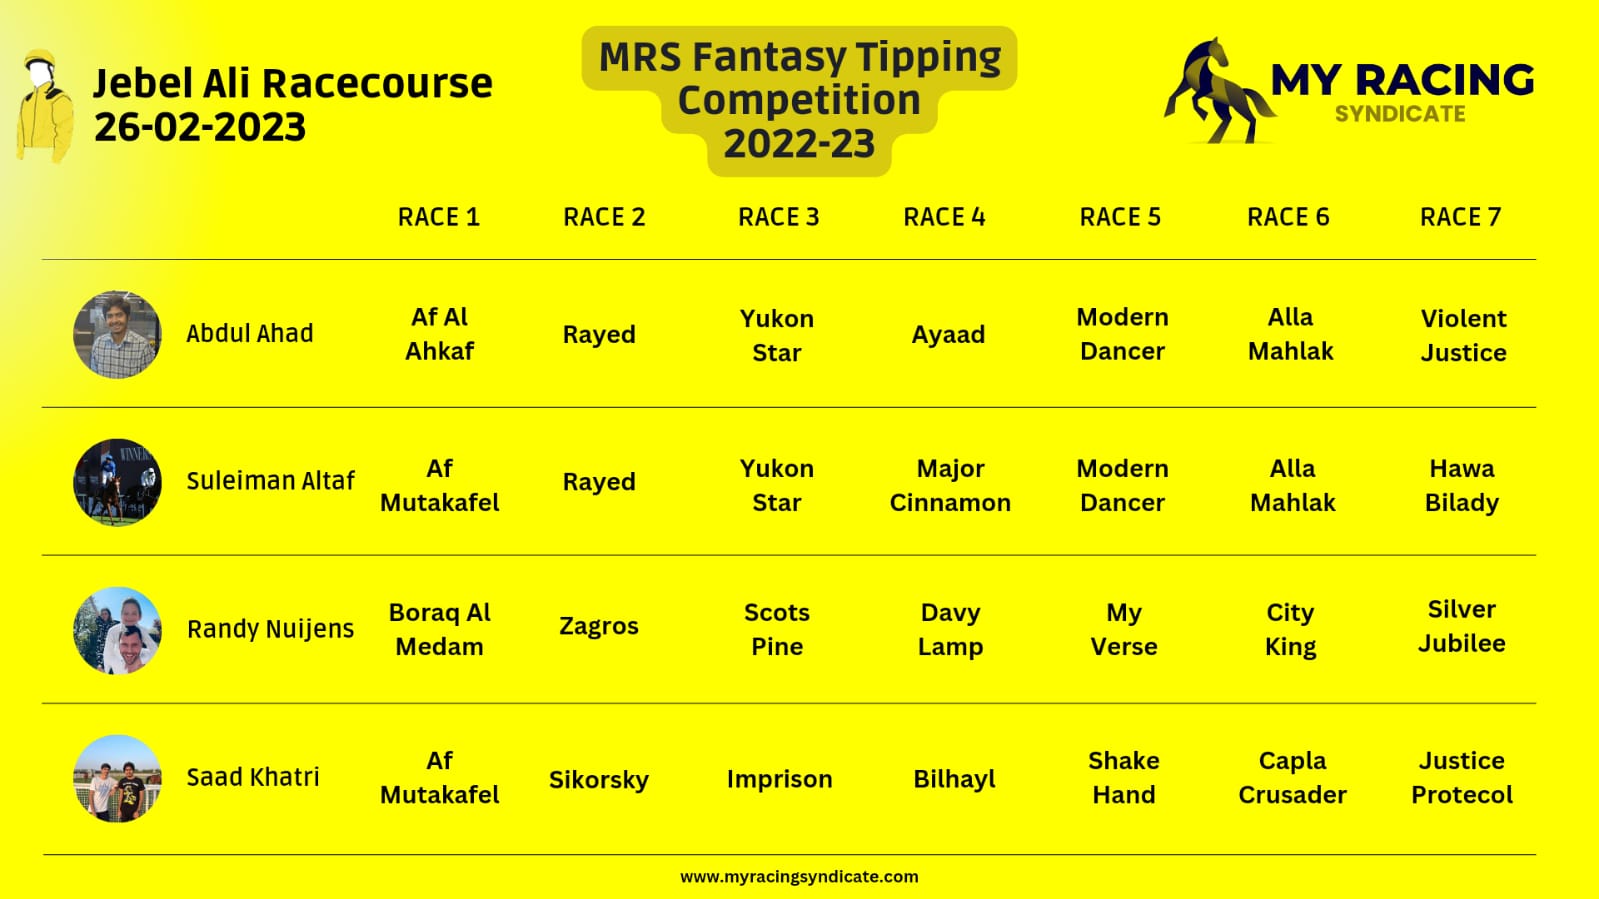 Jebel Ali Racecourse
26-02-2023
MRS Fantasy Tipping
Competition
2022-23
MY RACING
SYNDICATE
RACE 1 RACE 2 RACE 3 RACE 4 RACE 5 RACE 6 RACE 7
Abdul Ahad
Af Al
Ahkaf
Rayed
Yukon
Star
Ayaad
Modern
Dancer
Alla
Mahlak
Violent
Justice
WINNER
Suleiman Altaf
Af
Mutakafel
Rayed
Yukon
Star
Major
Cinnamon
Modern
Dancer
Alla
Mahlak
Hawa
Bilady
Randy Nuijens
Boraq Al
Medam
Zagros
Scots
Pine
Davy
Lamp
My
Verse
City
King
Silver
Jubilee
Saad Khatri
Af
Mutakafel
Sikorsky
Imprison
Bilhayl
Shake
Hand
Capla
Crusader
Justice
Protecol
www.myracingsyndicate.com